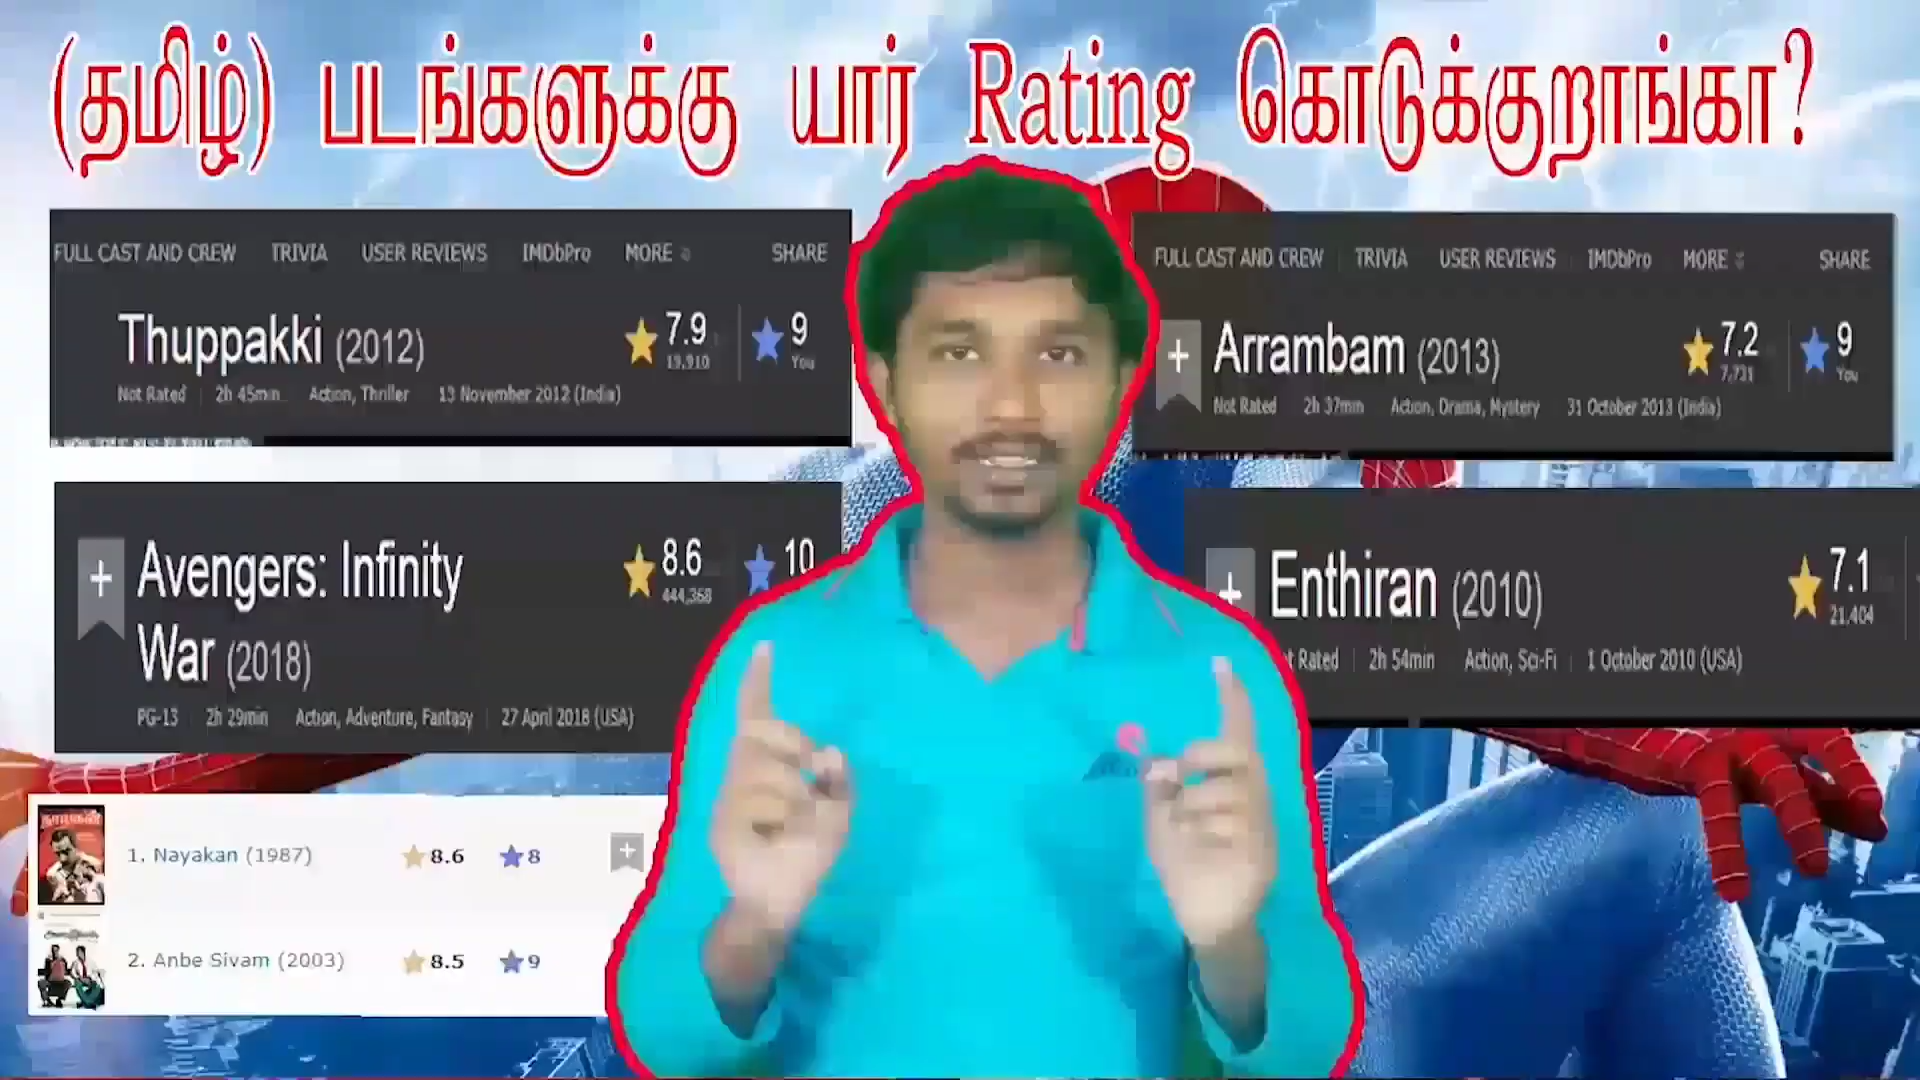 (தமிழ்) படங்களுக்கு யார் Rating கொடுக்குறாங்கா?
FULL CAST AND CREW TRIVIA USER REVIEWS IMDbPro MORE SHARE
Thuppakki (2012) 7.9 9
13,910 You
Not Rated 2h 45min Action, Thriller 13 November 2012 (India)
FULL CAST AND CREW TRIVIA USER REVIEWS IMDbPro MORE SHARE
+ Arrambam (2013) 7.2 9
7,731 You
Not Rated 2h 37min Action, Drama, Mystery 31 October 2013 (India)
+ Avengers: Infinity 8.6 10
444,368
War (2018)
PG-13 2h 29min Action, Adventure, Fantasy 27 April 2018 (USA)
+ Enthiran (2010) 7.1
21,404
t Rated 2h 54min Action, Sci-Fi 1 October 2010 (USA)
நாயகன்
1. Nayakan (1987) 8.6 8 +
2. Anbe Sivam (2003) 8.5 9